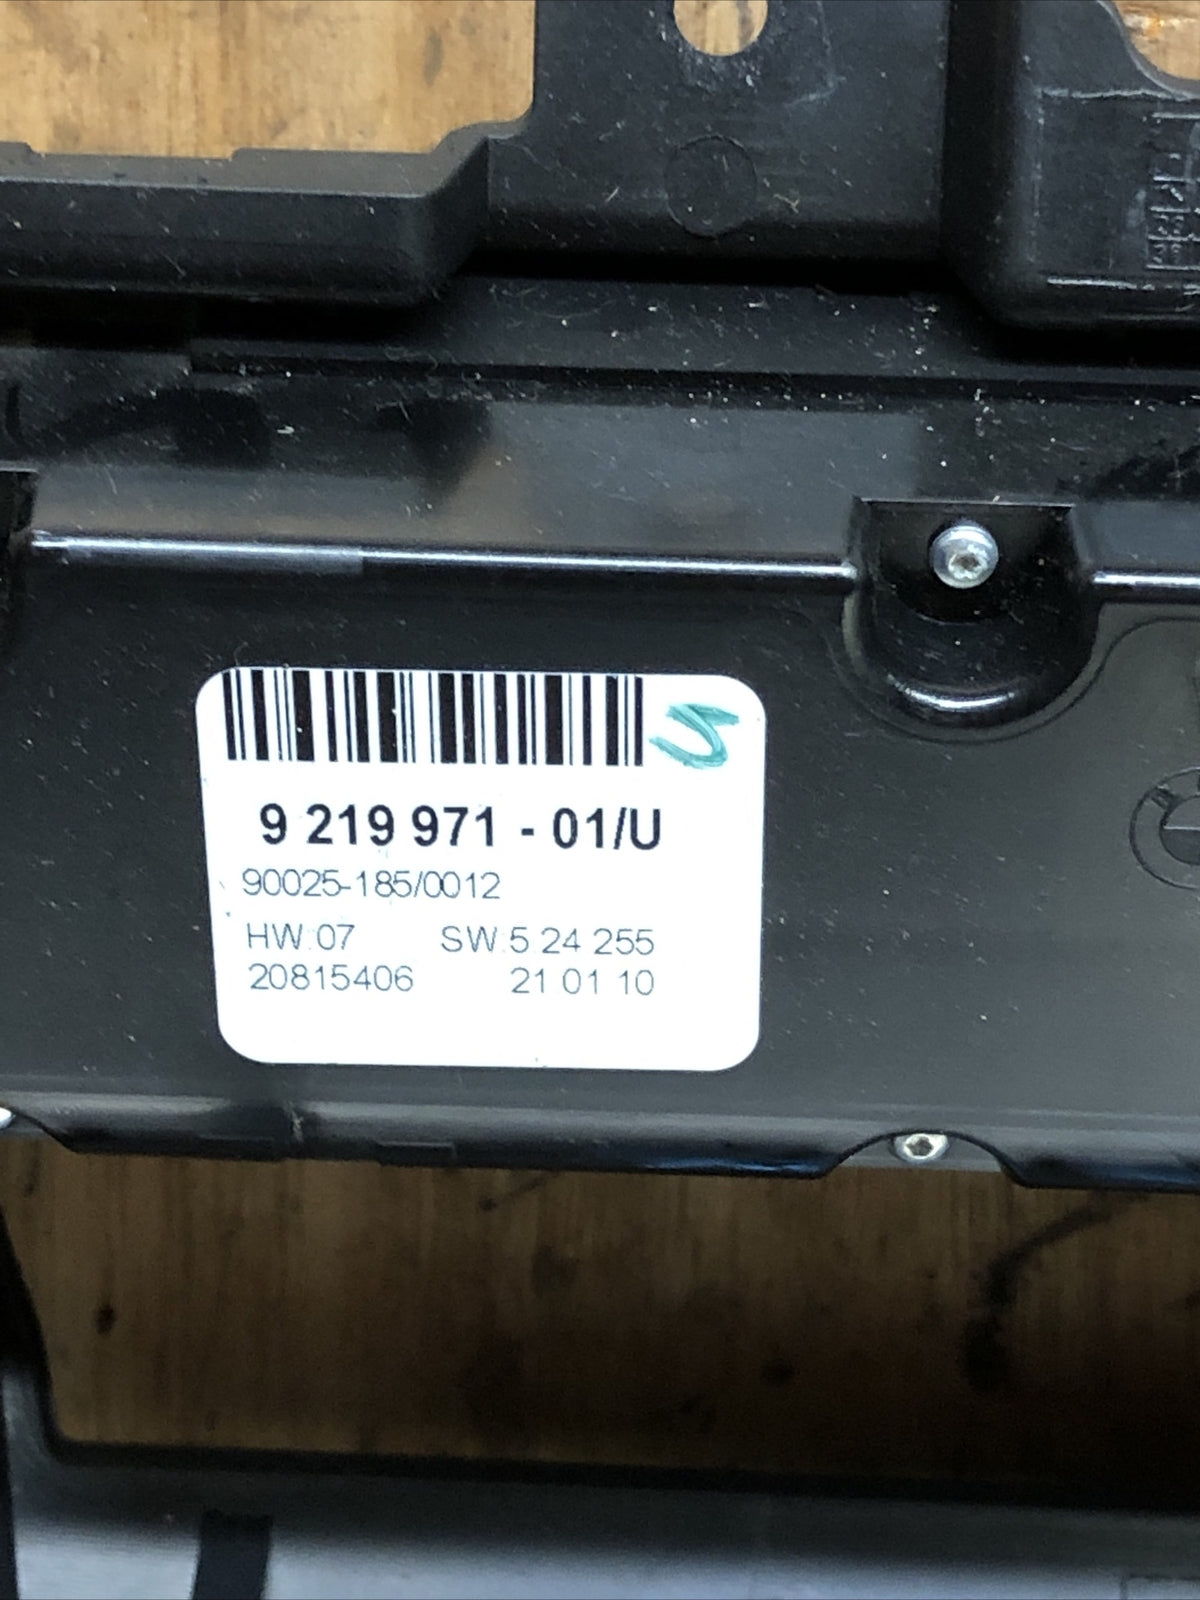 9 219 971 - 01/U
90025-185/0012
HW:07 SW:5.24 255
20815406 21 01 10